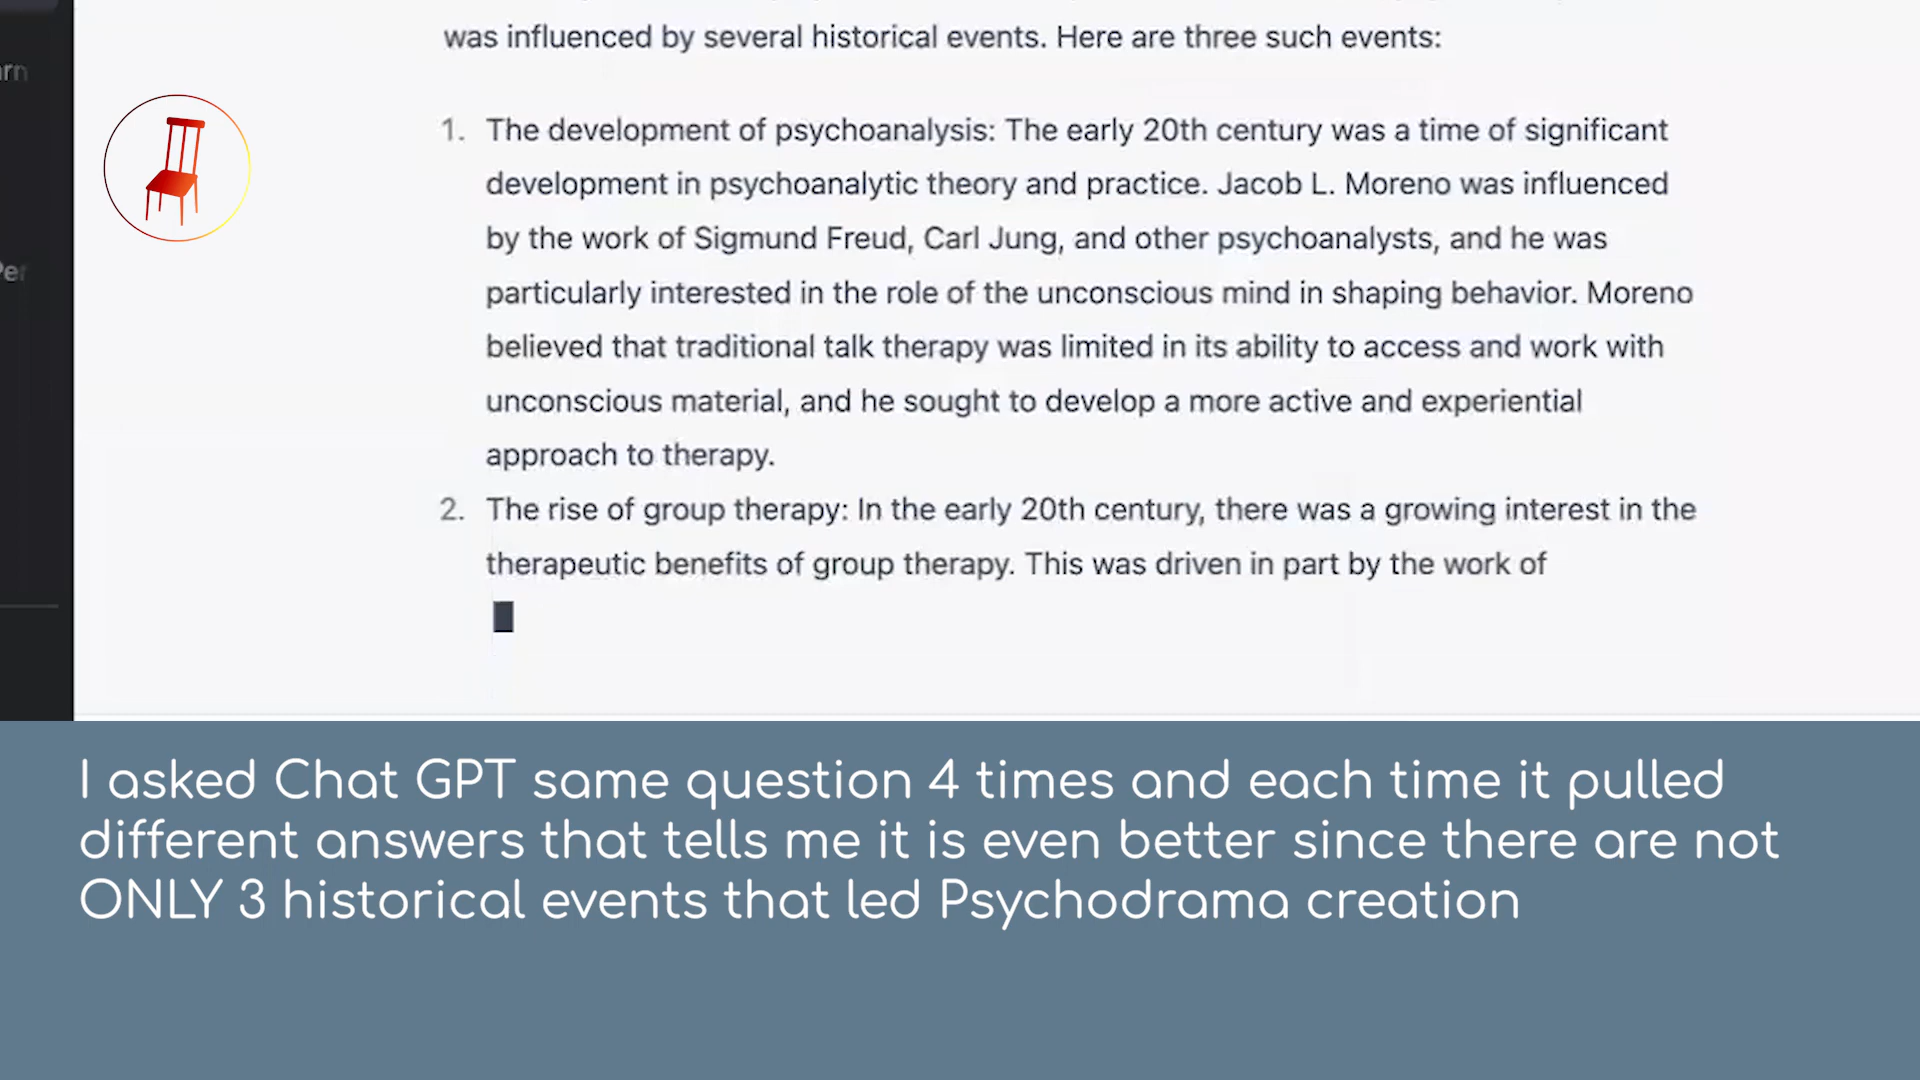 was influenced by several historical events. Here are three such events:
1. The development of psychoanalysis: The early 20th century was a time of significant
development in psychoanalytic theory and practice. Jacob L. Moreno was influenced
by the work of Sigmund Freud, Carl Jung, and other psychoanalysts, and he was
particularly interested in the role of the unconscious mind in shaping behavior. Moreno
believed that traditional talk therapy was limited in its ability to access and work with
unconscious material, and he sought to develop a more active and experiential
approach to therapy.
2. The rise of group therapy: In the early 20th century, there was a growing interest in the
therapeutic benefits of group therapy. This was driven in part by the work of
I asked Chat GPT same question 4 times and each time it pulled
different answers that tells me it is even better since there are not
ONLY 3 historical events that led Psychodrama creation